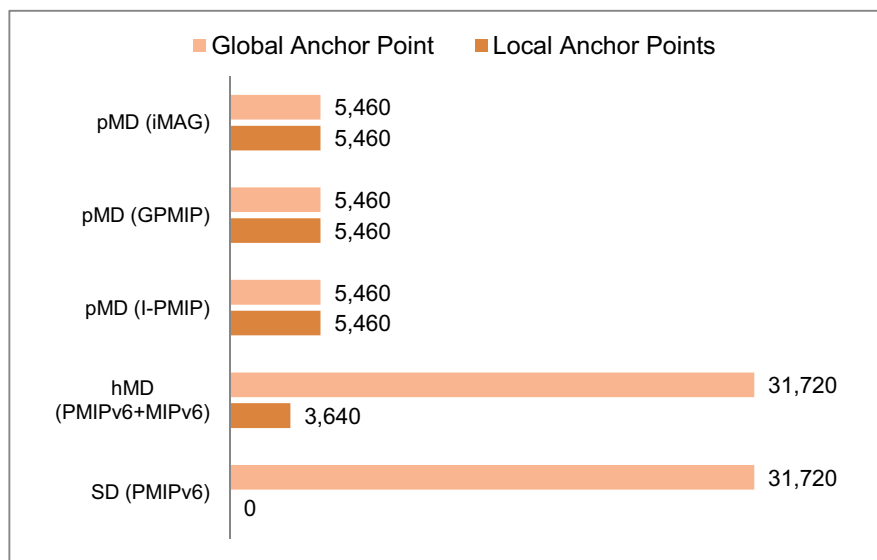 Global Anchor Point Local Anchor Points
pMD (iMAG) 5,460
5,460
pMD (GPMIP) 5,460
5,460
pMD (I-PMIP) 5,460
5,460
hMD
(PMIPv6+MIPv6)
31,720
3,640
SD (PMIPv6) 31,720
0